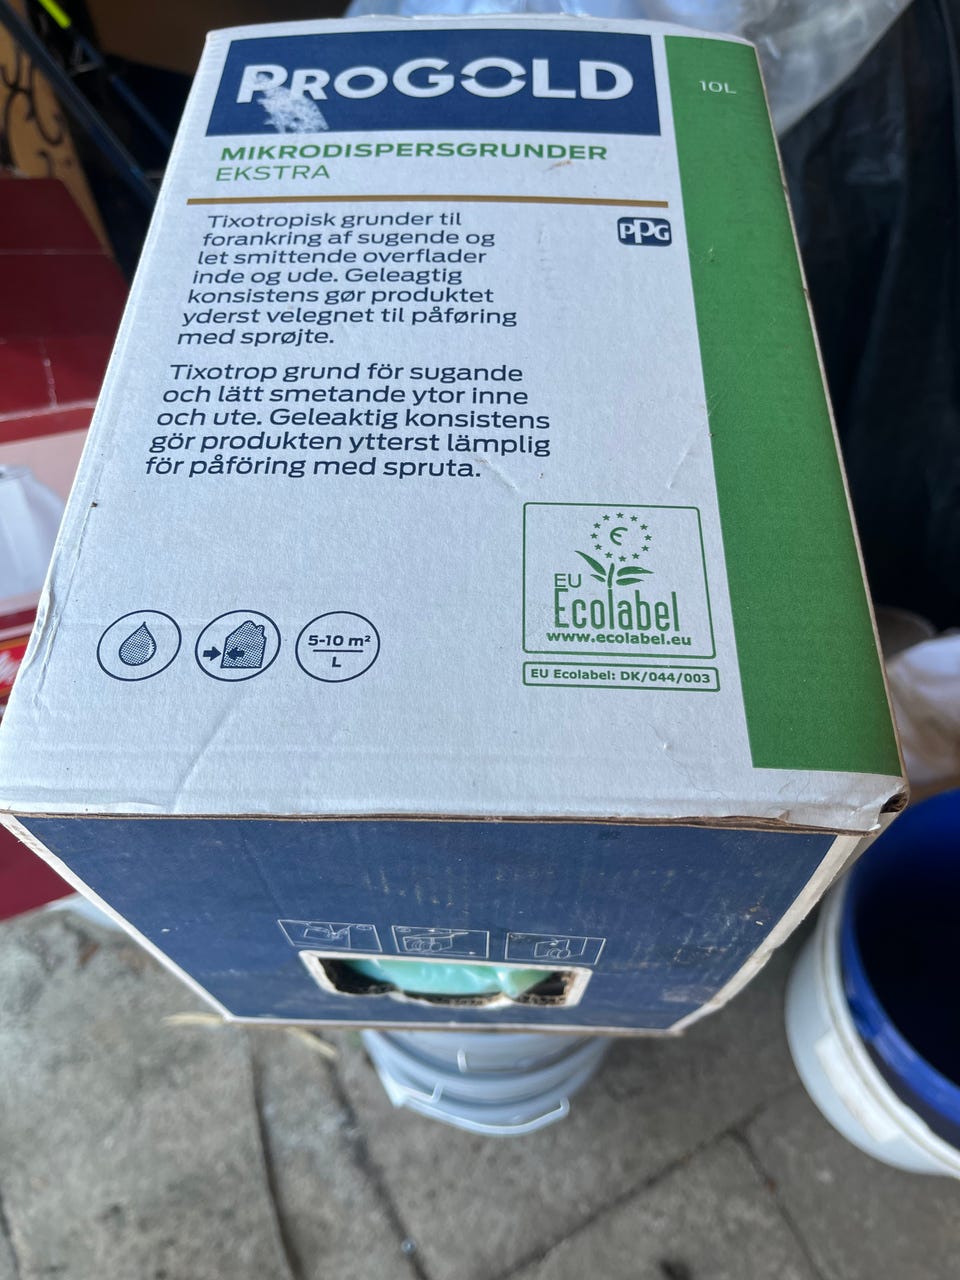 PROGOLD
10L
MIKRODISPERSGRUNDER
EKSTRA
PPG
Tixotropisk grunder til
forankring af sugende og
let smittende overflader
inde og ude. Geleagtig
konsistens gør produktet
yderst velegnet til påføring
med sprøjte.
Tixotrop grund för sugande
och lätt smetande ytor inne
och ute. Geleaktig konsistens
gör produkten ytterst lämplig
för påföring med spruta.
EU
Ecolabel
www.ecolabel.eu
5-10 m²
L
EU Ecolabel: DK/044/003